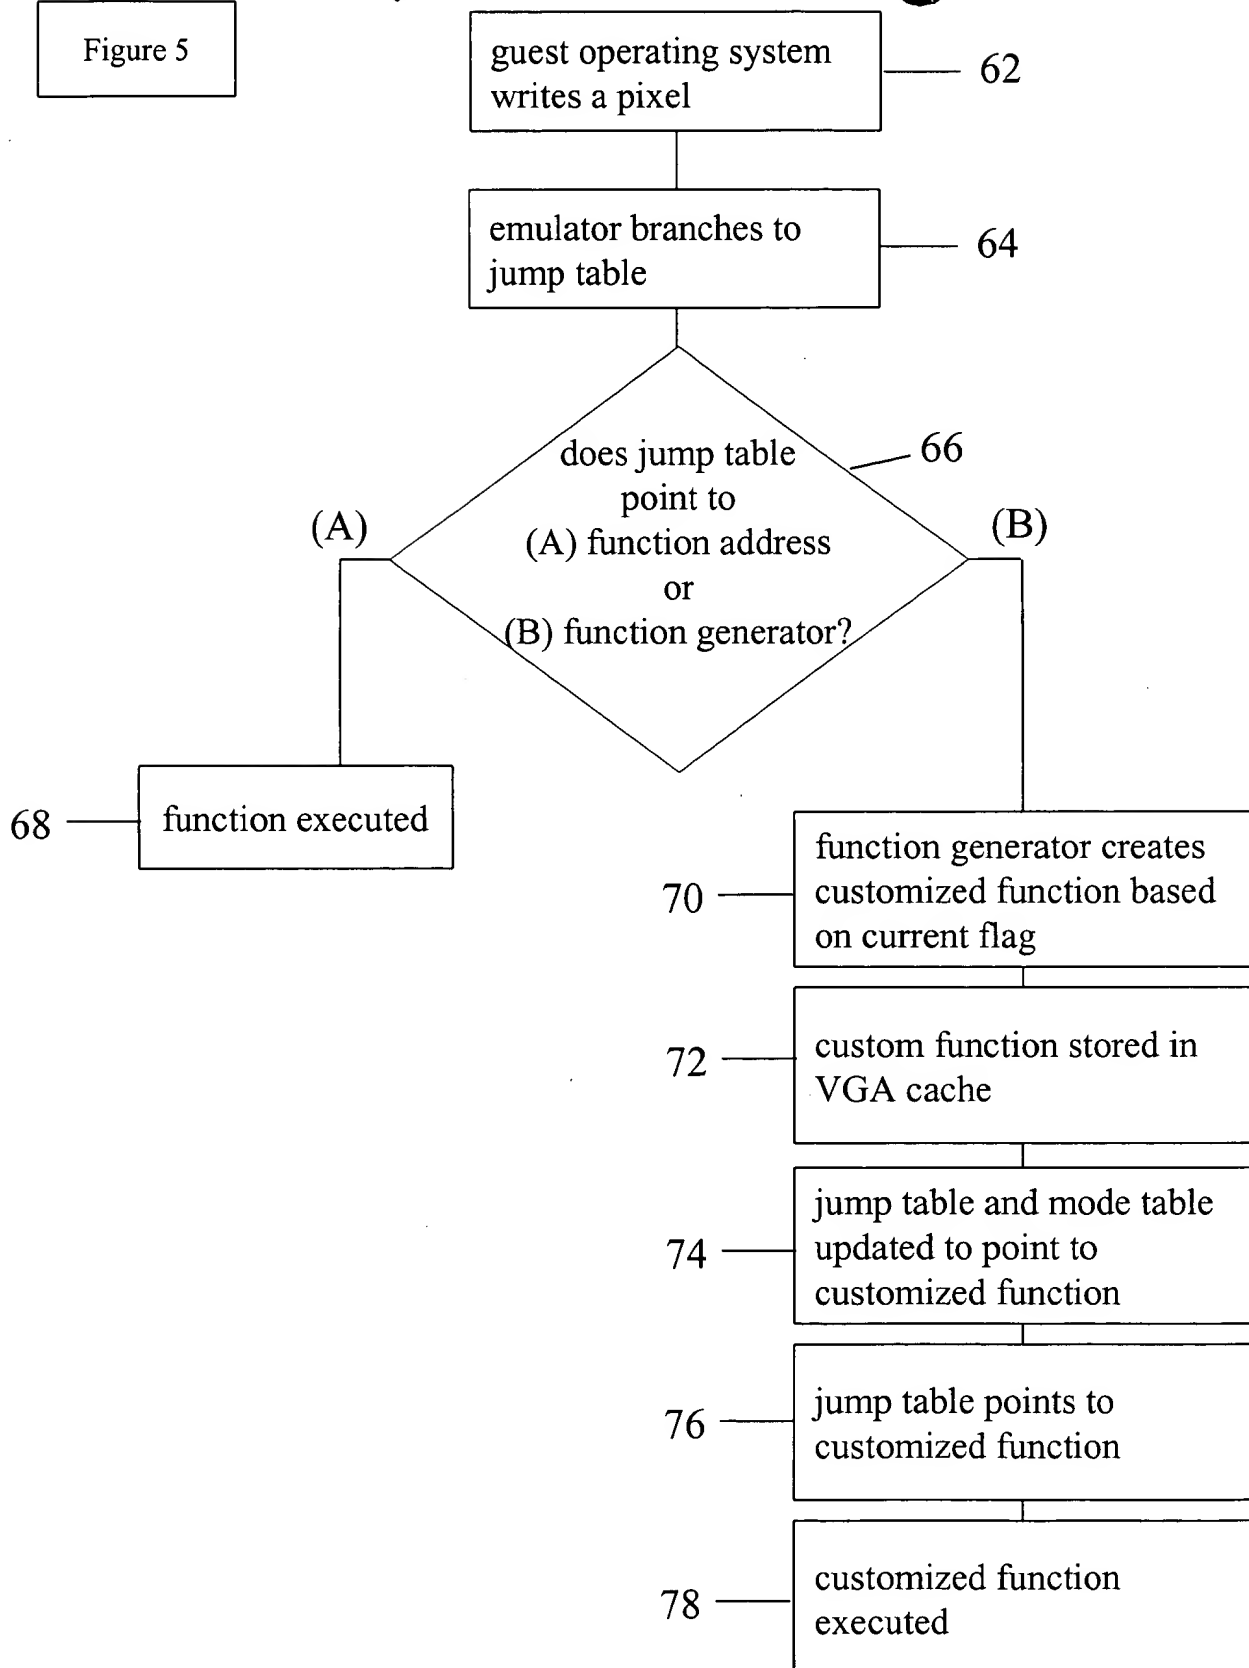 Figure 5
guest operating system
writes a pixel
62
emulator branches to
jump table
64
does jump table
point to
(A) function address
or
(B) function generator?
66
(A)
(B)
function executed
68
function generator creates
customized function based
on current flag
70
custom function stored in
VGA cache
72
jump table and mode table
updated to point to
customized function
74
jump table points to
customized function
76
customized function
executed
78